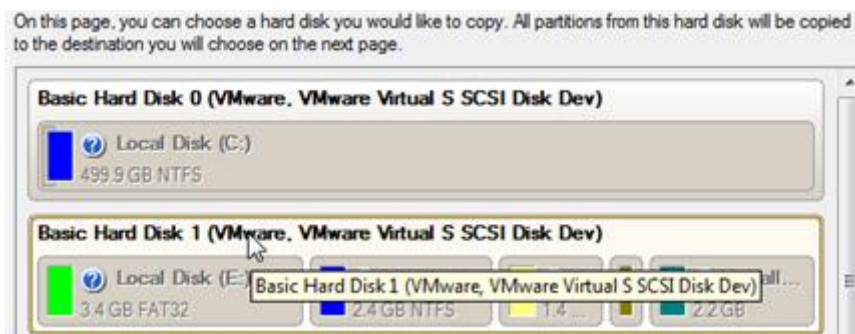 On this page, you can choose a hard disk you would like to copy. All partitions from this hard disk will be copied
to the destination you will choose on the next page.
Basic Hard Disk 0 (VMware, VMware Virtual S SCSI Disk Dev)
Local Disk (C:)
499.9 GB NTFS
Basic Hard Disk 1 (VMware, VMware Virtual S SCSI Disk Dev)
Local Disk (E:)
Basic Hard Disk 1 (VMware, VMware Virtual S SCSI Disk Dev)
all...
3.4 GB FAT32
2.4 GB NTFS
1.4 ...
2.2 GB